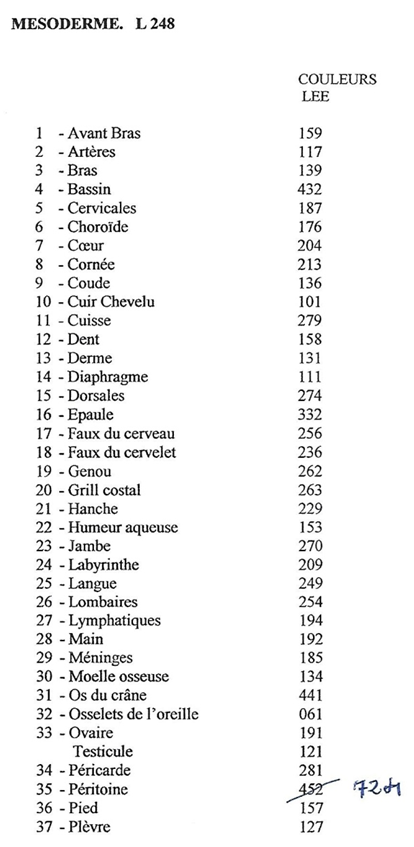 MESODERME. L 248
COULEURS
LEE
1 - Avant Bras 159
2 - Artères 117
3 - Bras 139
4 - Bassin 432
5 - Cervicales 187
6 - Choroïde 176
7 - Cœur 204
8 - Cornée 213
9 - Coude 136
10 - Cuir Chevelu 101
11 - Cuisse 279
12 - Dent 158
13 - Derme 131
14 - Diaphragme 111
15 - Dorsales 274
16 - Epaule 332
17 - Faux du cerveau 256
18 - Faux du cervelet 236
19 - Genou 262
20 - Grill costal 263
21 - Hanche 229
22 - Humeur aqueuse 153
23 - Jambe 270
24 - Labyrinthe 209
25 - Langue 249
26 - Lombaires 254
27 - Lymphatiques 194
28 - Main 192
29 - Méninges 185
30 - Moelle osseuse 134
31 - Os du crâne 441
32 - Osselets de l'oreille 061
33 - Ovaire 191
Testicule 121
34 - Péricarde 281
35 - Péritoine 452
36 - Pied 157
37 - Plèvre 127